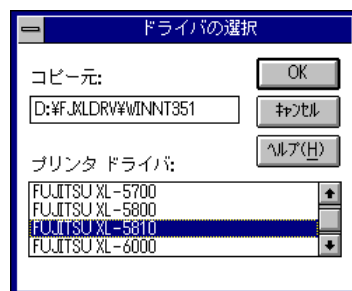 ドライバの選択
コピー元:
OK
D:¥FJXLDRV¥WINNT351
キャンセル
ヘルプ(H)
プリンタ ドライバ:
FUJITSU XL-5700
FUJITSU XL-5800
FUJITSU XL-5810
FUJITSU XL-6000